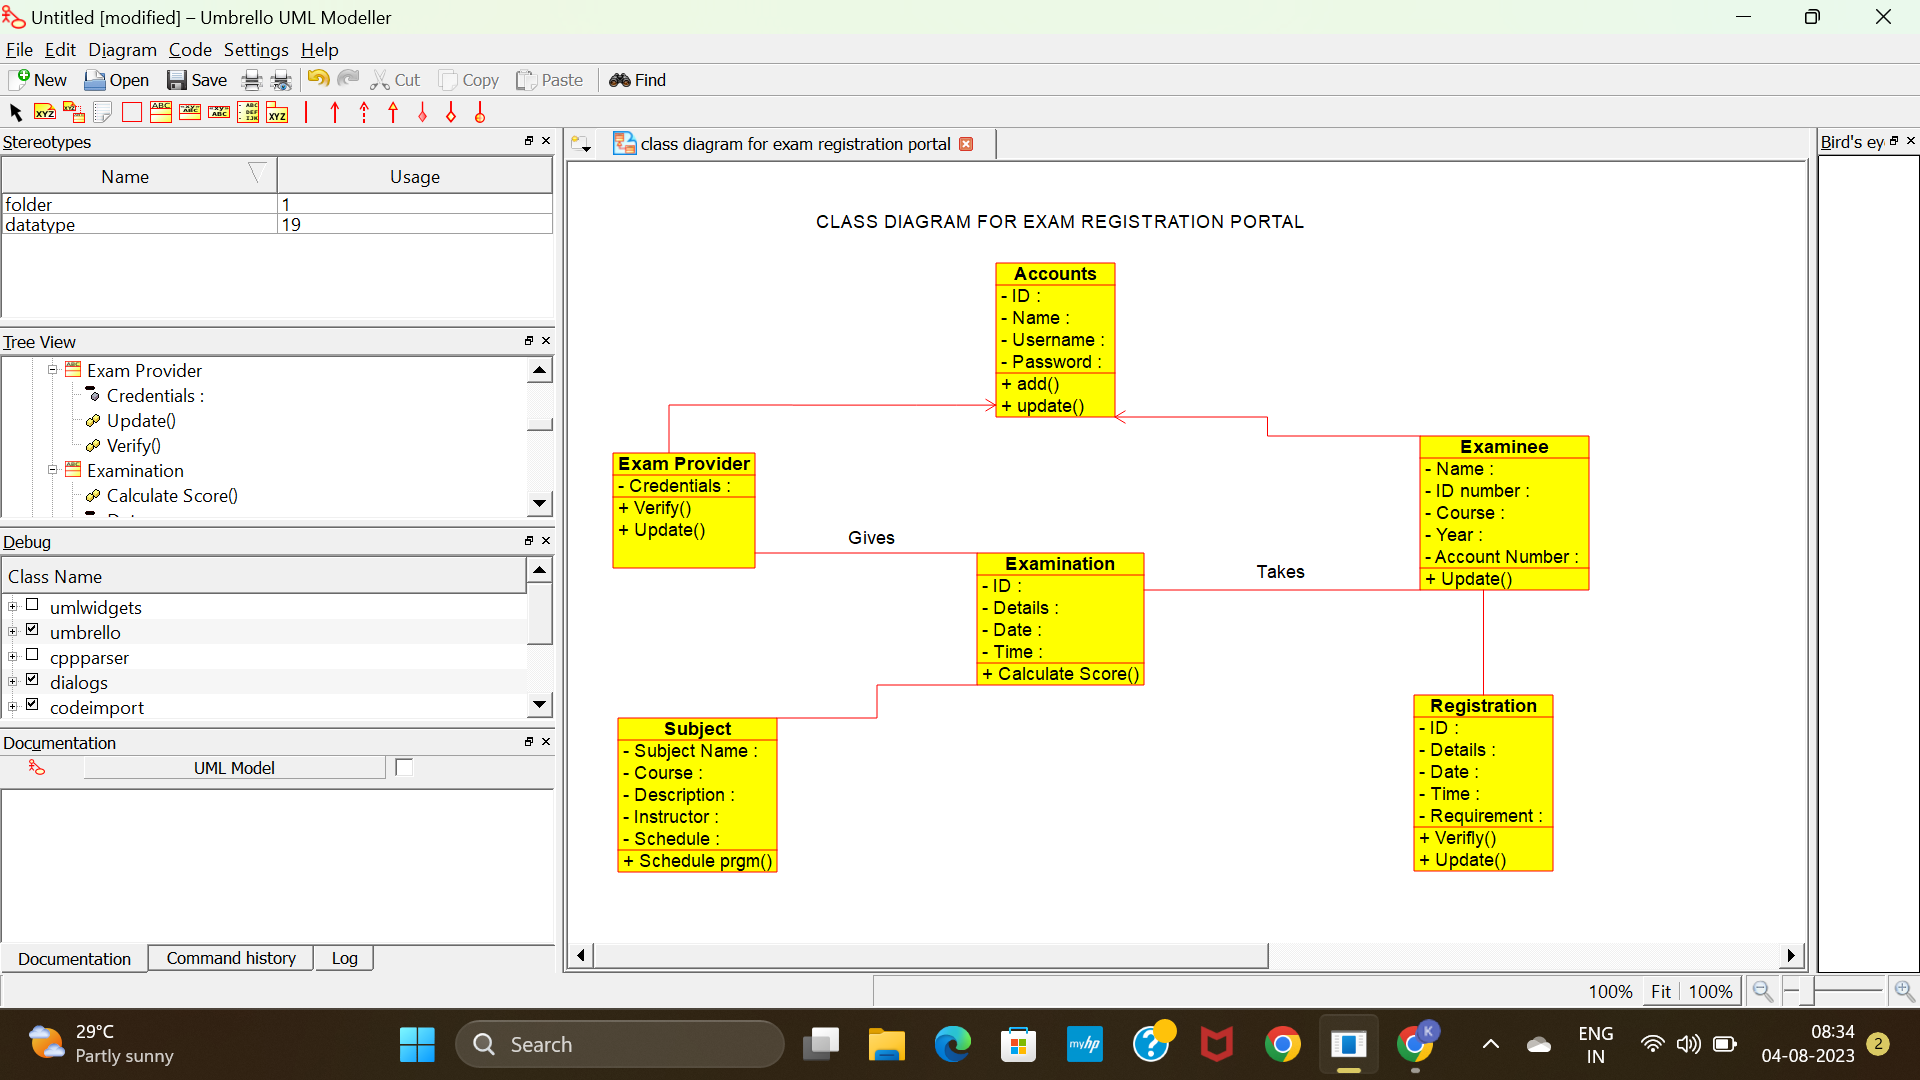 Untitled [modified] – Umbrello UML Modeller
File Edit Diagram Code Settings Help
New Open Save Cut Copy Paste Find
Stereotypes
Name Usage
folder 1
datatype 19
Tree View
Exam Provider
Credentials :
Update()
Verify()
Examination
Calculate Score()
Debug
Class Name
umlwidgets
umbrello
cppparser
dialogs
codeimport
Documentation
UML Model
Documentation Command history Log
class diagram for exam registration portal
Bird's ey
CLASS DIAGRAM FOR EXAM REGISTRATION PORTAL
Accounts
- ID :
- Name :
- Username :
- Password :
+ add()
+ update()
Exam Provider
- Credentials :
+ Verify()
+ Update()
Gives
Examination
- ID :
- Details :
- Date :
- Time :
+ Calculate Score()
Takes
Examinee
- Name :
- ID number :
- Course :
- Year :
- Account Number :
+ Update()
Subject
- Subject Name :
- Course :
- Description :
- Instructor :
- Schedule :
+ Schedule prgm()
Registration
- ID :
- Details :
- Date :
- Time :
- Requirement :
+ Verifly()
+ Update()
100% Fit 100%
29°C
Partly sunny
Search
myhp
K
ENG
IN
08:34
04-08-2023
2